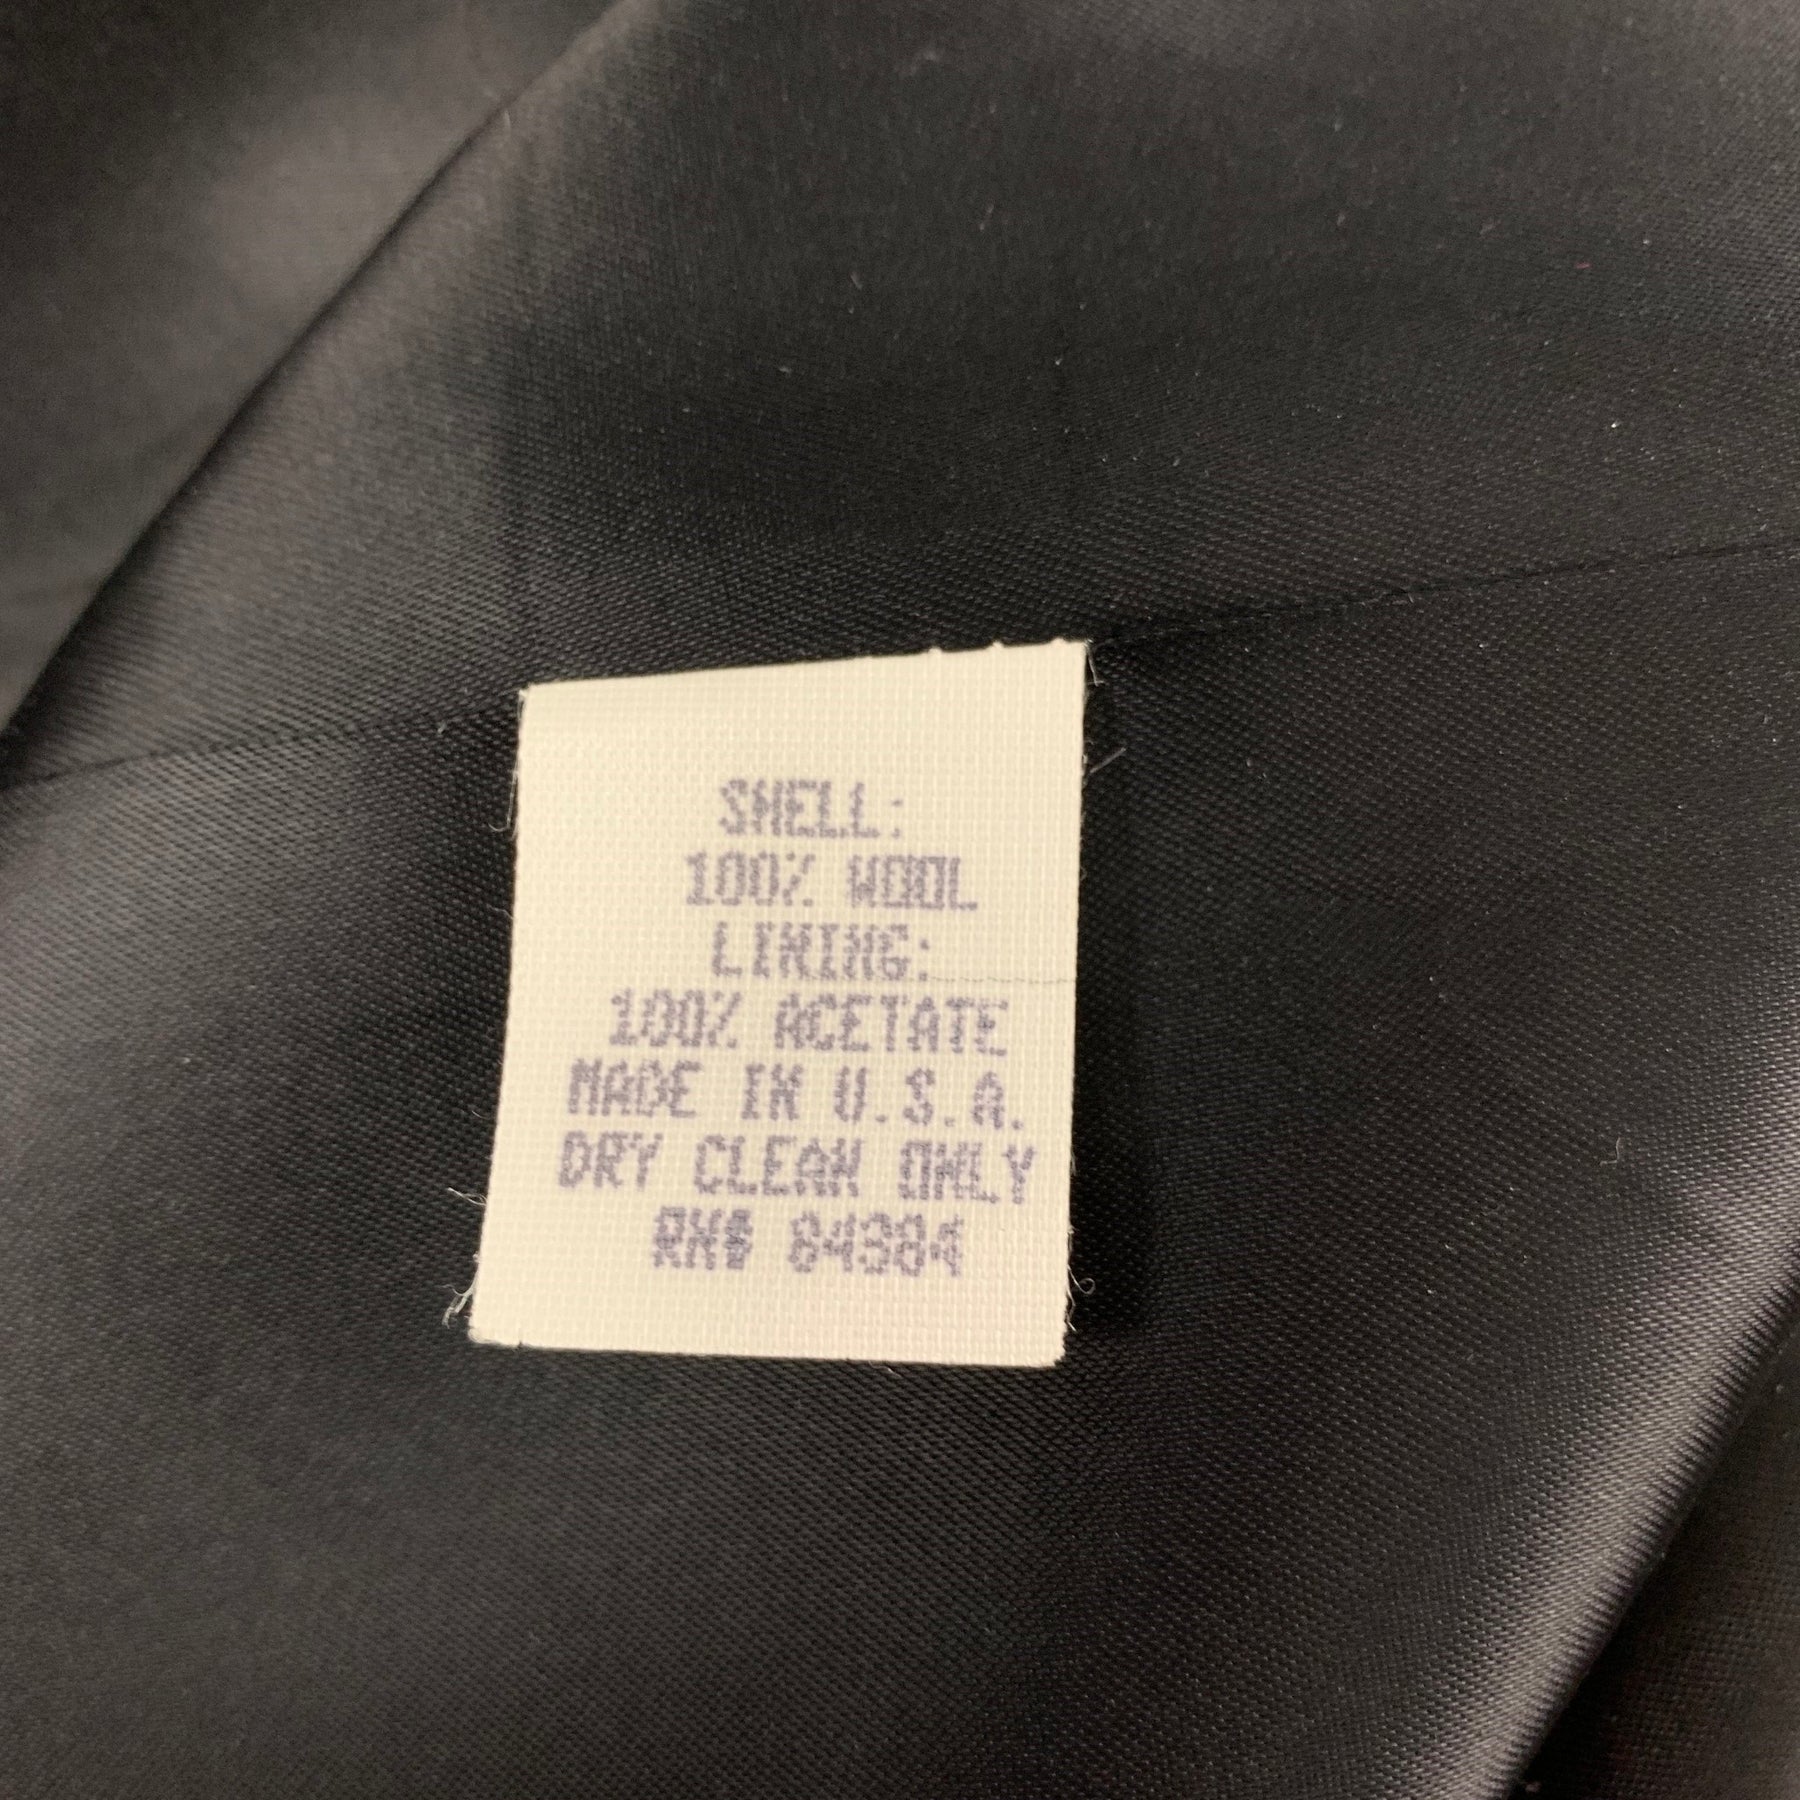 SHELL:
100% WOOL
LINING:
100% ACETATE
MADE IN U.S.A.
DRY CLEAN ONLY
RN# 84384